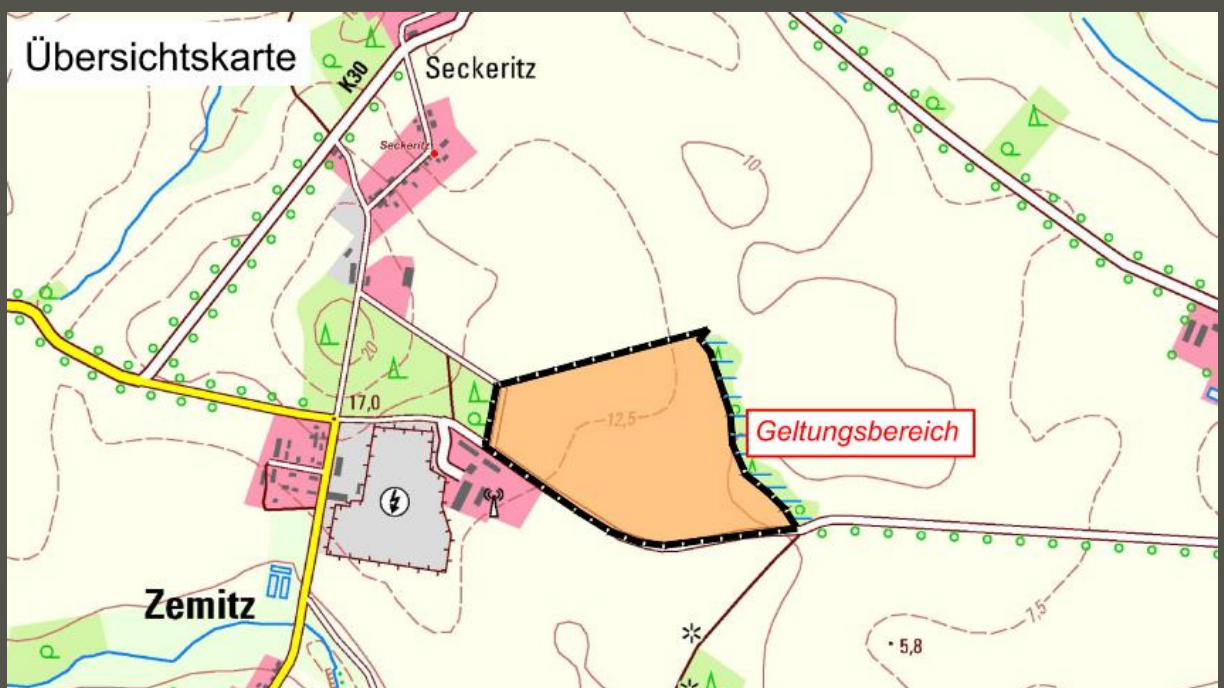 Übersichtskarte
K30
Seckeritz
Seckeritz
10
20
17,0
12,5
Geltungsbereich
Zemitz
7,5
5,8